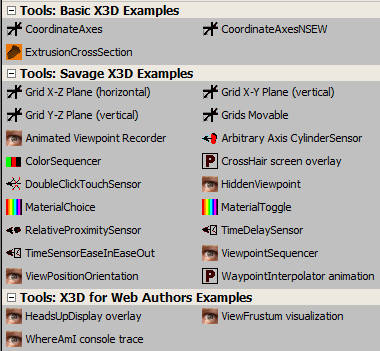 Tools: Basic X3D Examples
CoordinateAxes CoordinateAxesNSEW
ExtrusionCrossSection
Tools: Savage X3D Examples
Grid X-Z Plane (horizontal) Grid X-Y Plane (vertical)
Grid Y-Z Plane (vertical) Grids Movable
Animated Viewpoint Recorder Arbitrary Axis CylinderSensor
ColorSequencer P CrossHair screen overlay
DoubleClickTouchSensor HiddenViewpoint
MaterialChoice MaterialToggle
RelativeProximitySensor TimeDelaySensor
TimeSensorEaseInEaseOut ViewpointSequencer
ViewPositionOrientation P WaypointInterpolator animation
Tools: X3D for Web Authors Examples
HeadsUpDisplay overlay ViewFrustum visualization
WhereAmI console trace